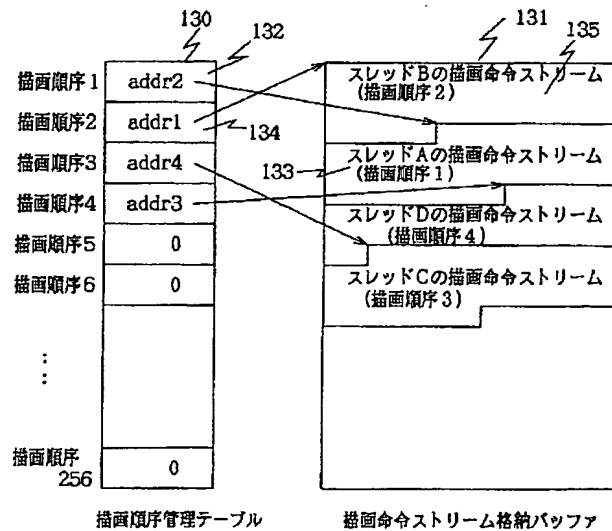 130
132
131
135
描画順序1
addr2
スレッドBの描画命令ストリーム
(描画順序2)
描画順序2
addr1
134
描画順序3
addr4
133
スレッドAの描画命令ストリーム
(描画順序1)
描画順序4
addr3
スレッドDの描画命令ストリーム
(描画順序4)
描画順序5
0
描画順序6
0
スレッドCの描画命令ストリーム
(描画順序3)
⋮
描画順序
256
0
描画順序管理テーブル
描画命令ストリーム格納バッファ